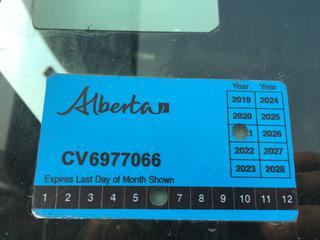 Alberta
Year Year
2019 2024
2020 2025
2026
2022 2027
2023 2028
CV6977066
Expires Last Day of Month Shown
1 2 3 4 5 7 8 9 10 11 12